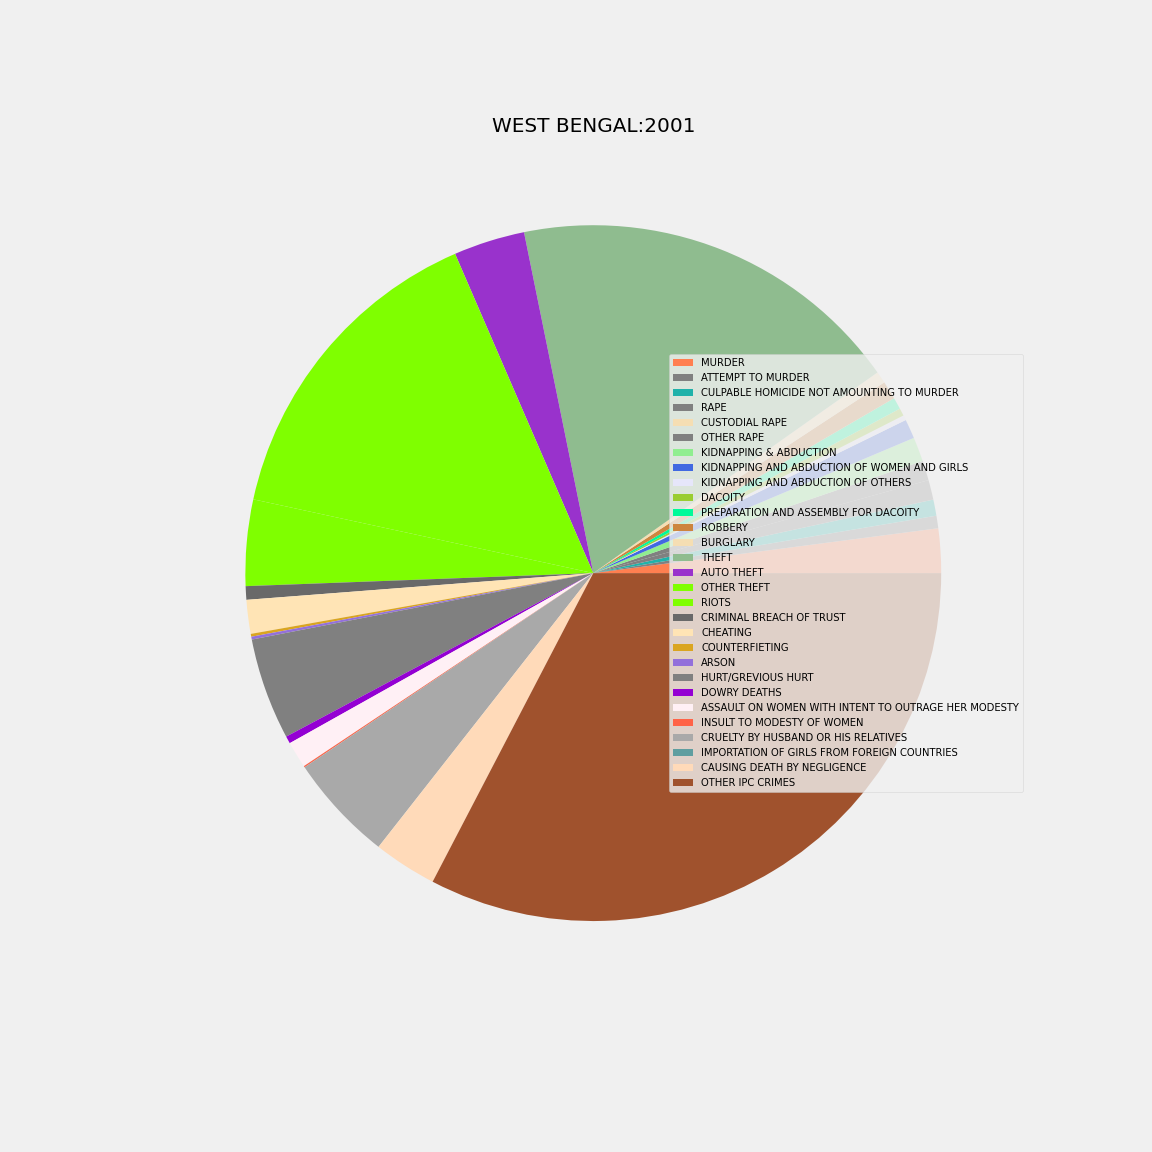 WEST BENGAL:2001
MURDER
ATTEMPT TO MURDER
CULPABLE HOMICIDE NOT AMOUNTING TO MURDER
RAPE
CUSTODIAL RAPE
OTHER RAPE
KIDNAPPING & ABDUCTION
KIDNAPPING AND ABDUCTION OF WOMEN AND GIRLS
KIDNAPPING AND ABDUCTION OF OTHERS
DACOITY
PREPARATION AND ASSEMBLY FOR DACOITY
ROBBERY
BURGLARY
THEFT
AUTO THEFT
OTHER THEFT
RIOTS
CRIMINAL BREACH OF TRUST
CHEATING
COUNTERFIETING
ARSON
HURT/GREVIOUS HURT
DOWRY DEATHS
ASSAULT ON WOMEN WITH INTENT TO OUTRAGE HER MODESTY
INSULT TO MODESTY OF WOMEN
CRUELTY BY HUSBAND OR HIS RELATIVES
IMPORTATION OF GIRLS FROM FOREIGN COUNTRIES
CAUSING DEATH BY NEGLIGENCE
OTHER IPC CRIMES